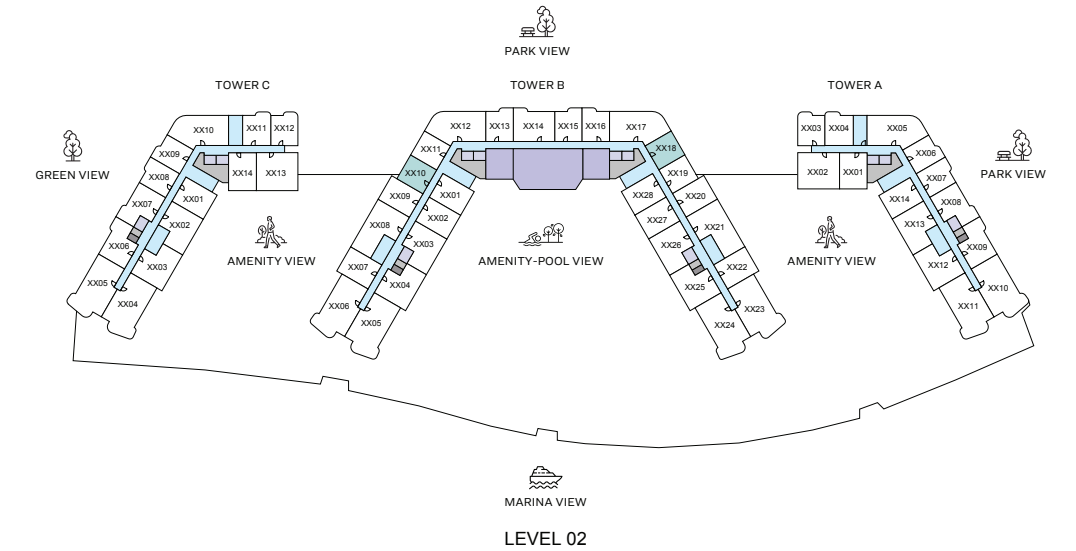 PARK VIEW
TOWER C
TOWER B
TOWER A
GREEN VIEW
PARK VIEW
XX10
XX11
XX12
XX09
XX08
XX14
XX13
XX07
XX01
XX06
XX02
XX05
XX03
XX04
AMENITY VIEW
XX12
XX13
XX14
XX15
XX16
XX17
XX11
XX18
XX10
XX19
XX09
XX01
XX28
XX20
XX08
XX02
XX27
XX21
XX07
XX03
XX26
XX22
XX06
XX04
XX25
XX23
XX05
XX24
AMENITY-POOL VIEW
XX03
XX04
XX05
XX02
XX01
XX06
XX07
XX14
XX08
XX13
XX09
XX12
XX10
XX11
AMENITY VIEW
MARINA VIEW
LEVEL 02